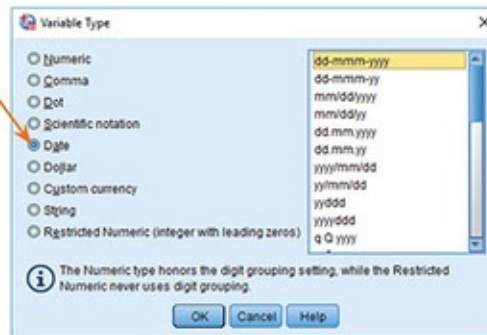 Variable Type
Numeric
Comma
Dot
Scientific notation
Date
Dollar
Custom currency
String
Restricted Numeric (integer with leading zeros)
dd-mmm-yyyy
dd-mmm-yy
mm/dd/yyyy
mm/dd/yy
dd.mm.yyyy
dd.mm.yy
yyyy/mm/dd
yy/mm/dd
yyddd
yyyyddd
q Q yyyy
The Numeric type honors the digit grouping setting, while the Restricted
Numeric never uses digit grouping.
OK Cancel Help